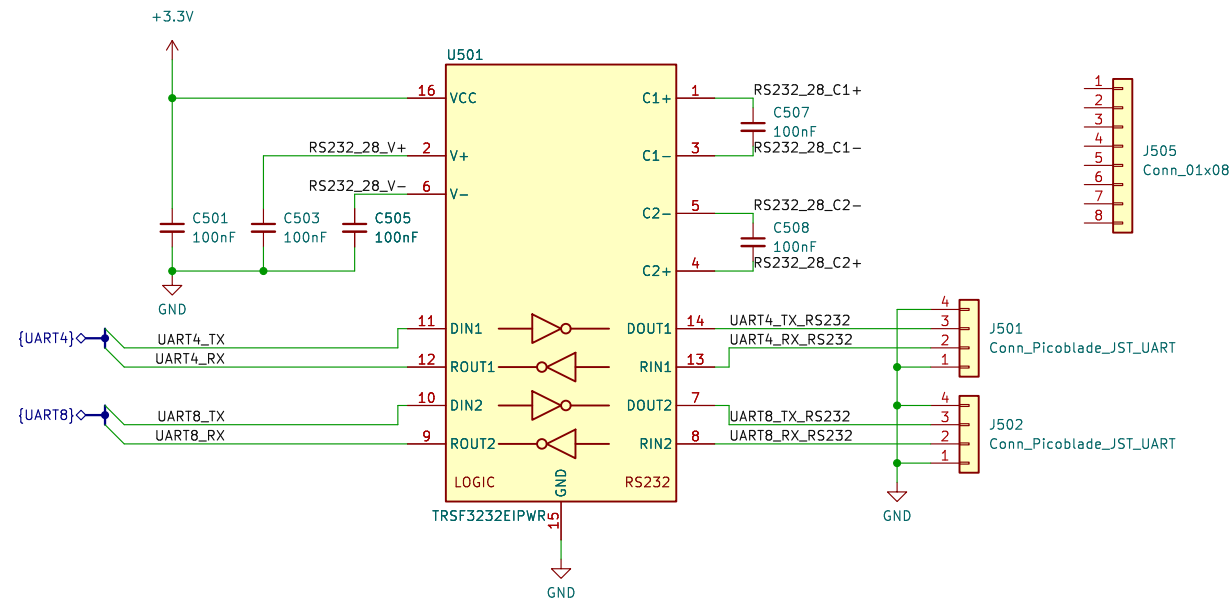 +3.3V
U501
16 VCC
2 V+
6 V-
RS232_28_V+
RS232_28_V-
C501
100nF
C503
100nF
C505
100nF
GND
{UART4}
UART4_TX
UART4_RX
{UART8}
UART8_TX
UART8_RX
11 DIN1
12 ROUT1
10 DIN2
9 ROUT2
LOGIC
GND
RS232
TRSF3232EIPWR
15
GND
C1+ 1
C1- 3
C2- 5
C2+ 4
DOUT1 14
RIN1 13
DOUT2 7
RIN2 8
RS232_28_C1+
C507
100nF
RS232_28_C1-
RS232_28_C2-
C508
100nF
RS232_28_C2+
UART4_TX_RS232
UART4_RX_RS232
UART8_TX_RS232
UART8_RX_RS232
4
3
2
1
J501
Conn_Picoblade_JST_UART
4
3
2
1
J502
Conn_Picoblade_JST_UART
GND
1
2
3
4
5
6
7
8
J505
Conn_01x08